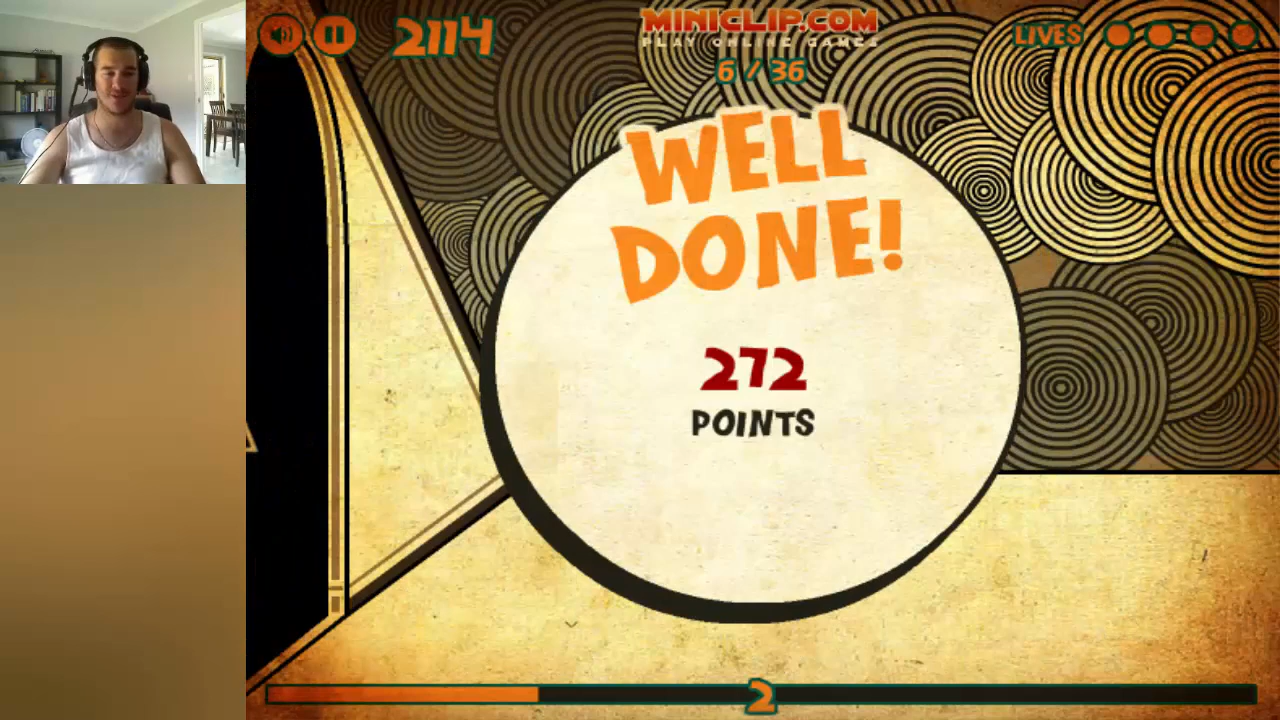 2114
MINICLIP.COM
PLAY ONLINE GAMES
6 / 36
LIVES
WELL
DONE!
272
POINTS
2